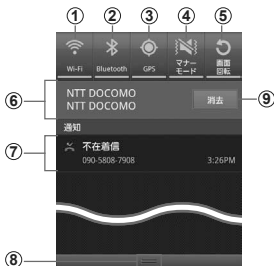 ① ② ③ ④ ⑤
Wi-Fi Bluetooth GPS マナーモード 画面回転
⑥
NTT DOCOMO
NTT DOCOMO
消去
⑨
通知
⑦
不在着信
090-5808-7908 3:26PM
⑧